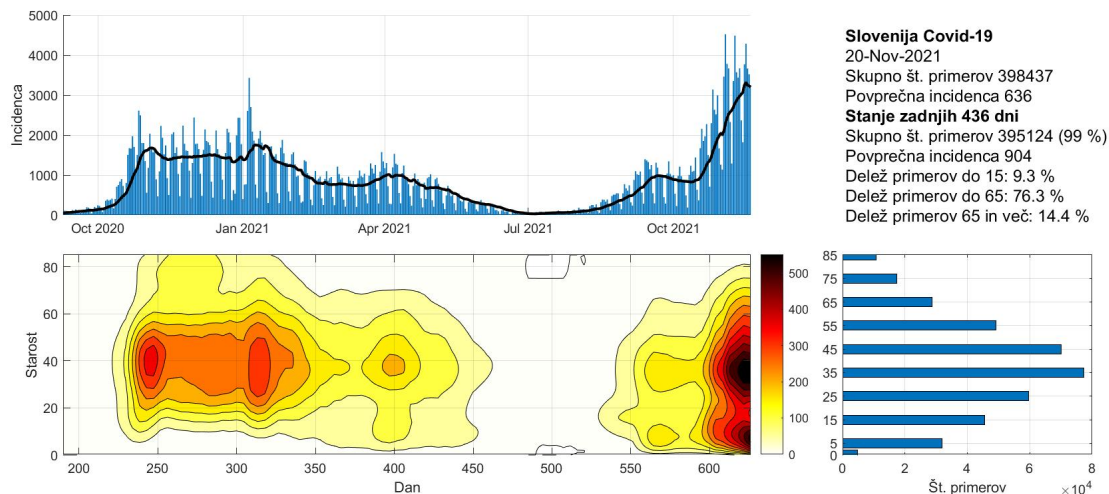 5000
4000
3000
2000
1000
0
Incidenca
Oct 2020 Jan 2021 Apr 2021 Jul 2021 Oct 2021
Slovenija Covid-19
20-Nov-2021
Skupno št. primerov 398437
Povprečna incidenca 636
Stanje zadnjih 436 dni
Skupno št. primerov 395124 (99 %)
Povprečna incidenca 904
Delež primerov do 15: 9.3 %
Delež primerov do 65: 76.3 %
Delež primerov 65 in več: 14.4 %
80
60
40
20
0
Starost
200 250 300 350 400 450 500 550 600
Dan
500
400
300
200
100
0
85
75
65
55
45
35
25
15
5
0
0 2 4 6 8
Št. primerov
×10^4